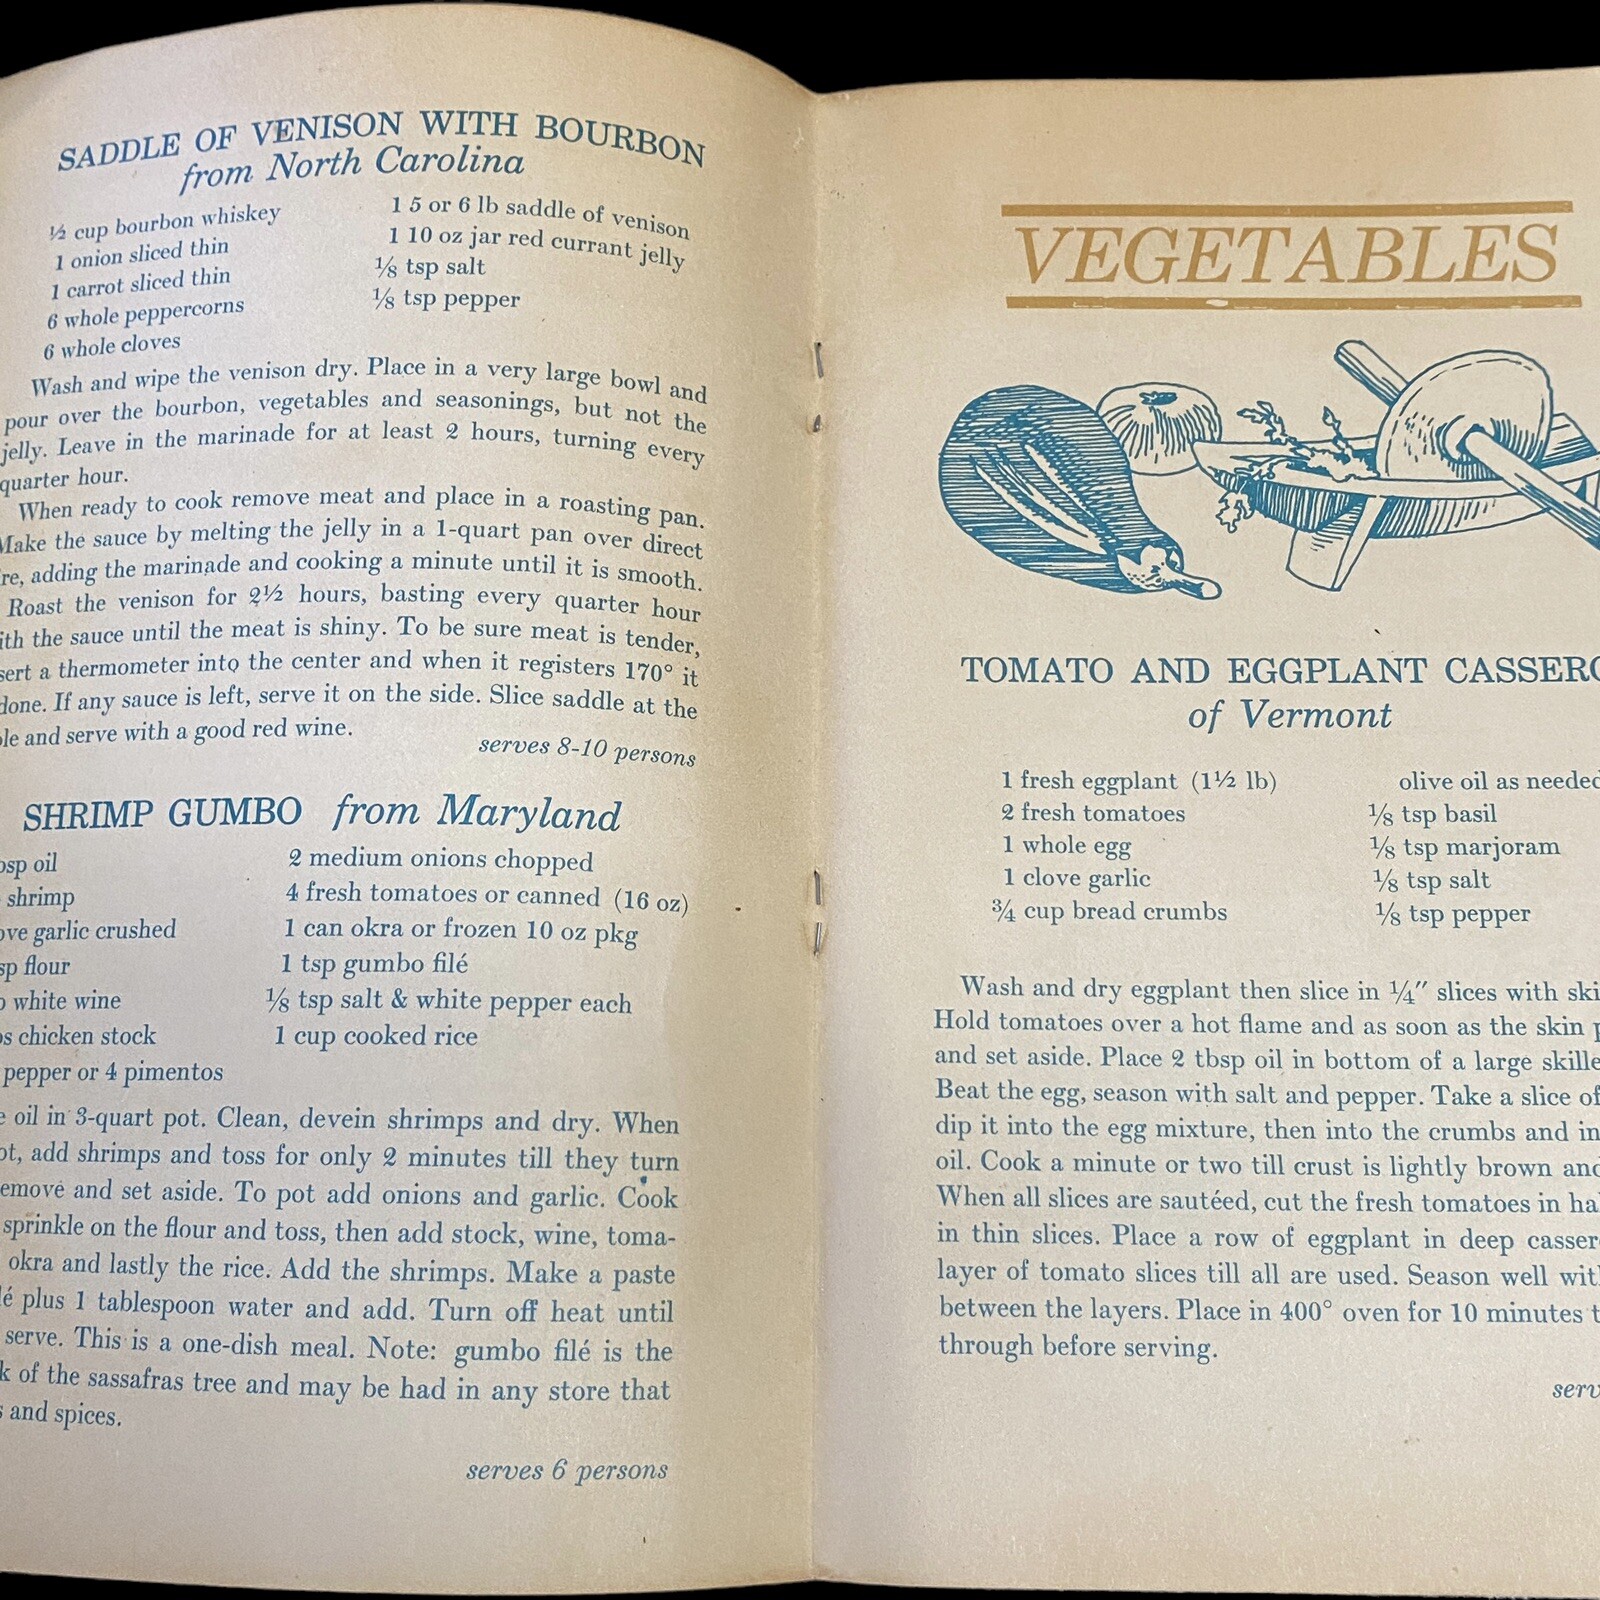 SADDLE OF VENISON WITH BOURBON
from North Carolina
½ cup bourbon whiskey
1 onion sliced thin
1 carrot sliced thin
6 whole peppercorns
6 whole cloves
1 5 or 6 lb saddle of venison
1 10 oz jar red currant jelly
⅛ tsp salt
⅛ tsp pepper
Wash and wipe the venison dry. Place in a very large bowl and
pour over the bourbon, vegetables and seasonings, but not the
jelly. Leave in the marinade for at least 2 hours, turning every
quarter hour.
When ready to cook remove meat and place in a roasting pan.
Make the sauce by melting the jelly in a 1-quart pan over direct
re, adding the marinade and cooking a minute until it is smooth.
Roast the venison for 2½ hours, basting every quarter hour
ith the sauce until the meat is shiny. To be sure meat is tender,
sert a thermometer into the center and when it registers 170° it
done. If any sauce is left, serve it on the side. Slice saddle at the
ole and serve with a good red wine.
serves 8-10 persons
SHRIMP GUMBO from Maryland
bsp oil
shrimp
ove garlic crushed
sp flour
p white wine
ps chicken stock
pepper or 4 pimentos
2 medium onions chopped
4 fresh tomatoes or canned (16 oz)
1 can okra or frozen 10 oz pkg
1 tsp gumbo filé
⅛ tsp salt & white pepper each
1 cup cooked rice
e oil in 3-quart pot. Clean, devein shrimps and dry. When
ot, add shrimps and toss for only 2 minutes till they turn
emove and set aside. To pot add onions and garlic. Cook
sprinkle on the flour and toss, then add stock, wine, toma-
okra and lastly the rice. Add the shrimps. Make a paste
lé plus 1 tablespoon water and add. Turn off heat until
serve. This is a one-dish meal. Note: gumbo filé is the
k of the sassafras tree and may be had in any store that
s and spices.
serves 6 persons
VEGETABLES
TOMATO AND EGGPLANT CASSERO
of Vermont
1 fresh eggplant (1½ lb)
2 fresh tomatoes
1 whole egg
1 clove garlic
¾ cup bread crumbs
olive oil as needed
⅛ tsp basil
⅛ tsp marjoram
⅛ tsp salt
⅛ tsp pepper
Wash and dry eggplant then slice in ¼″ slices with ski
Hold tomatoes over a hot flame and as soon as the skin p
and set aside. Place 2 tbsp oil in bottom of a large skille
Beat the egg, season with salt and pepper. Take a slice of
dip it into the egg mixture, then into the crumbs and in
oil. Cook a minute or two till crust is lightly brown and
When all slices are sautéed, cut the fresh tomatoes in ha
in thin slices. Place a row of eggplant in deep casser
layer of tomato slices till all are used. Season well wit
between the layers. Place in 400° oven for 10 minutes t
through before serving.
serv